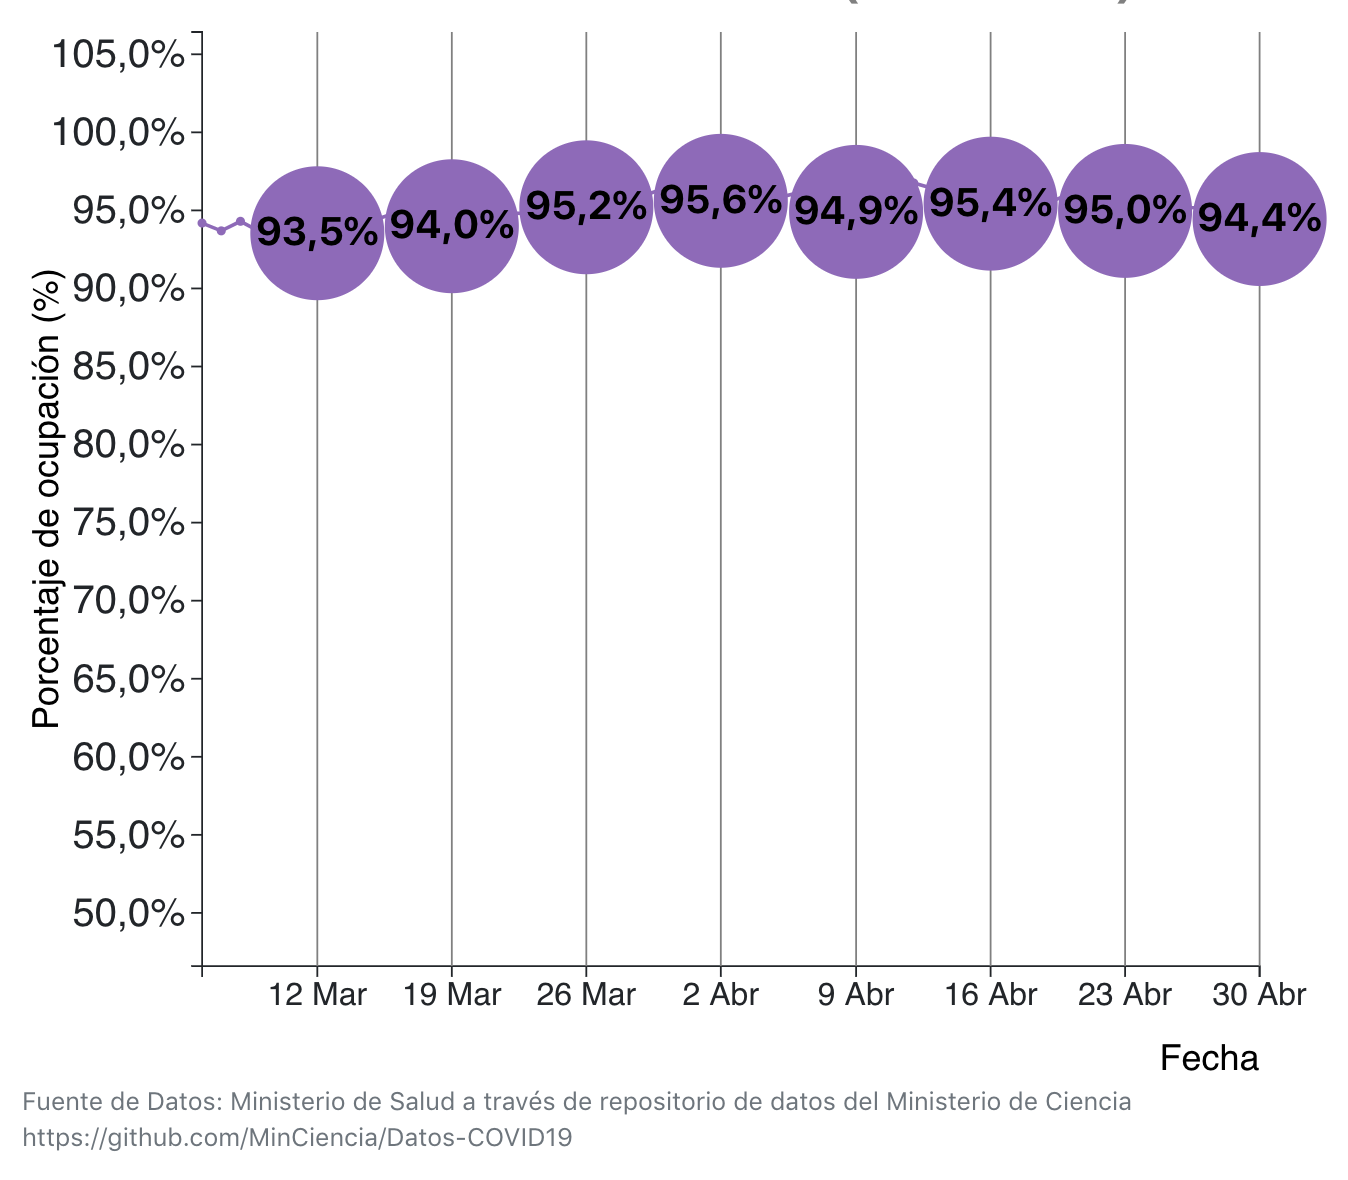 105,0%
100,0%
95,0%
90,0%
85,0%
80,0%
75,0%
70,0%
65,0%
60,0%
55,0%
50,0%
Porcentaje de ocupación (%)
93,5% 94,0% 95,2% 95,6% 94,9% 95,4% 95,0% 94,4%
12 Mar 19 Mar 26 Mar 2 Abr 9 Abr 16 Abr 23 Abr 30 Abr
Fecha
Fuente de Datos: Ministerio de Salud a través de repositorio de datos del Ministerio de Ciencia
https://github.com/MinCiencia/Datos-COVID19